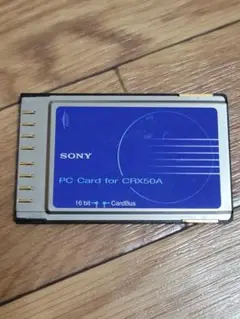 SONY
PC Card for CRX50A
16 bit CardBus